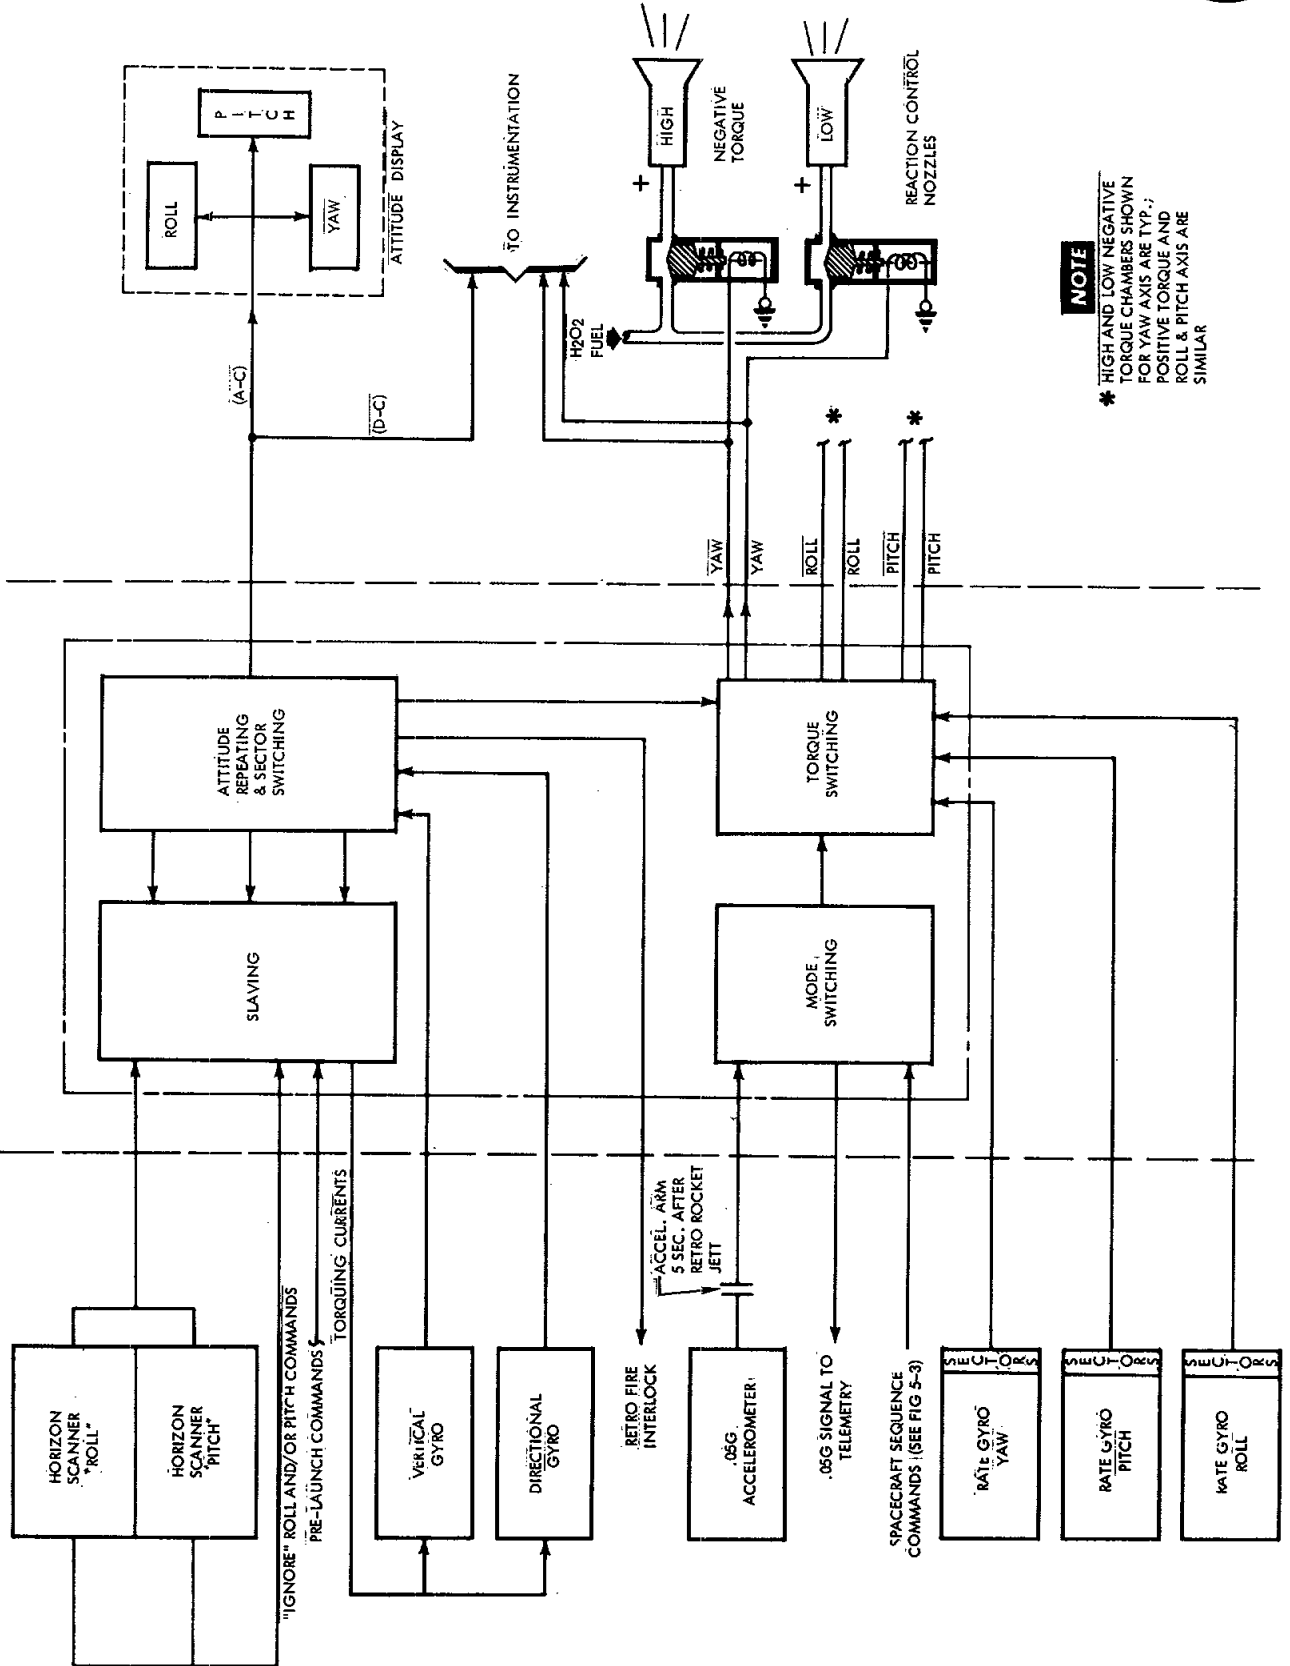 HORIZON
SCANNER
"ROLL"
HORIZON
SCANNER
"PITCH"
"IGNORE" ROLL AND/OR PITCH COMMANDS
PRE-LAUNCH COMMANDS
TORQUING CURRENTS
VERTICAL
GYRO
DIRECTIONAL
GYRO
RETRO FIRE
INTERLOCK
ACCEL. ARM
5 SEC. AFTER
RETRO ROCKET
JETT
.05G
ACCELEROMETER
.05G SIGNAL TO
TELEMETRY
SPACECRAFT SEQUENCE
COMMANDS (SEE FIG 5-3)
RATE GYRO
YAW
SECTORS
RATE GYRO
PITCH
SECTORS
RATE GYRO
ROLL
SECTORS
SLAVING
ATTITUDE
REPEATING
& SECTOR
SWITCHING
MODE
SWITCHING
TORQUE
SWITCHING
(A-C)
(D-C)
ROLL
YAW
PITCH
ATTITUDE DISPLAY
TO INSTRUMENTATION
H2O2
FUEL
YAW
YAW
ROLL
ROLL
*
PITCH
PITCH
*
+
HIGH
NEGATIVE
TORQUE
+
LOW
REACTION CONTROL
NOZZLES
NOTE
* HIGH AND LOW NEGATIVE
TORQUE CHAMBERS SHOWN
FOR YAW AXIS ARE TYP.;
POSITIVE TORQUE AND
ROLL & PITCH AXIS ARE
SIMILAR